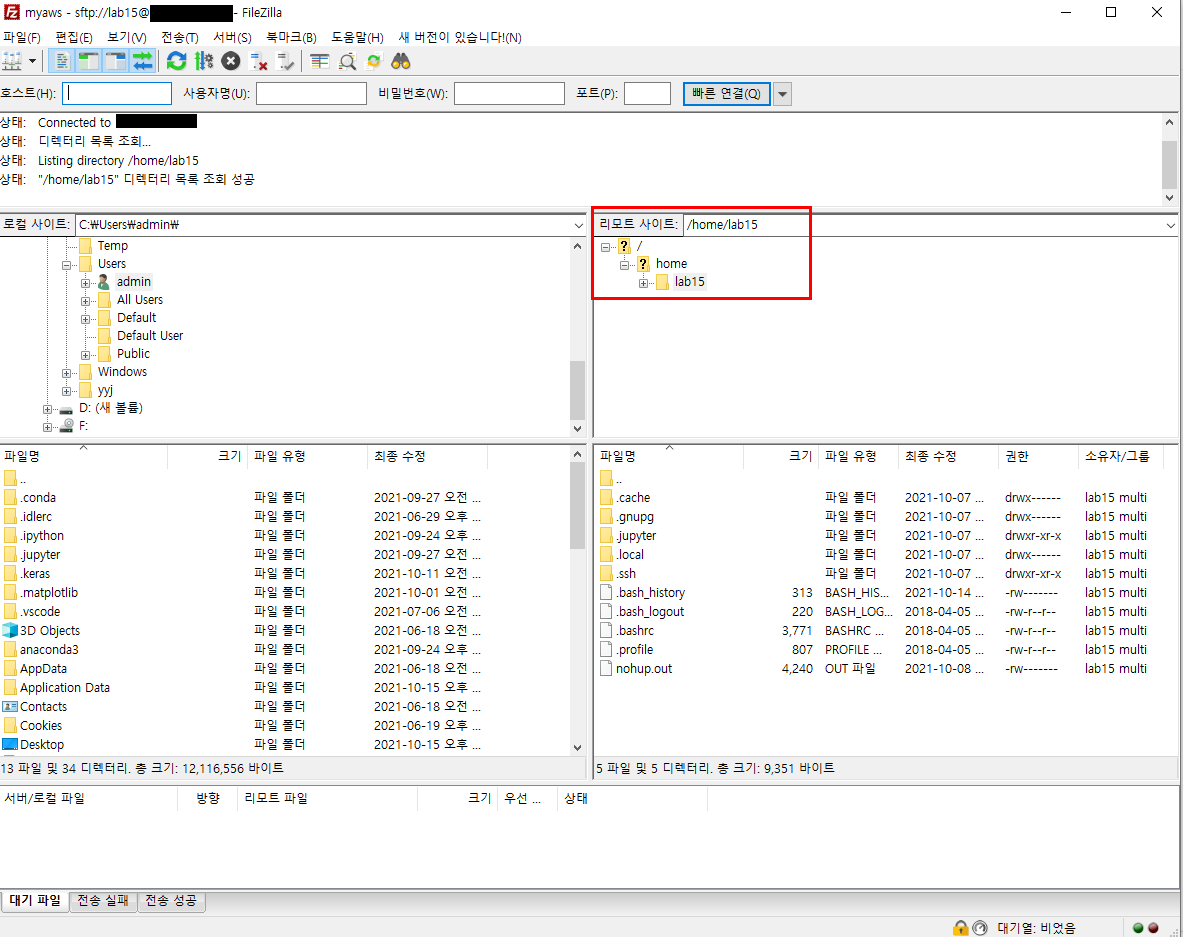 myaws - sftp://lab15@ - FileZilla
파일(F) 편집(E) 보기(V) 전송(T) 서버(S) 북마크(B) 도움말(H) 새 버전이 있습니다!(N)
호스트(H): 사용자명(U): 비밀번호(W): 포트(P): 빠른 연결(Q)
상태: Connected to
상태: 디렉터리 목록 조회...
상태: Listing directory /home/lab15
상태: "/home/lab15" 디렉터리 목록 조회 성공
로컬 사이트: C:₩Users₩admin₩
Temp
Users
admin
All Users
Default
Default User
Public
Windows
yyj
D: (새 볼륨)
F:
리모트 사이트: /home/lab15
/
home
lab15
파일명 크기 파일 유형 최종 수정
..
.conda 파일 폴더 2021-09-27 오전 ...
.idlerc 파일 폴더 2021-06-29 오후 ...
.ipython 파일 폴더 2021-09-24 오후 ...
.jupyter 파일 폴더 2021-09-27 오전 ...
.keras 파일 폴더 2021-10-11 오전 ...
.matplotlib 파일 폴더 2021-10-01 오전 ...
.vscode 파일 폴더 2021-07-06 오후 ...
3D Objects 파일 폴더 2021-06-18 오전 ...
anaconda3 파일 폴더 2021-09-24 오후 ...
AppData 파일 폴더 2021-06-18 오전 ...
Application Data 파일 폴더 2021-10-15 오후 ...
Contacts 파일 폴더 2021-06-18 오전 ...
Cookies 파일 폴더 2021-06-19 오후 ...
Desktop 파일 폴더 2021-10-15 오후 ...
13 파일 및 34 디렉터리. 총 크기: 12,116,556 바이트
파일명 크기 파일 유형 최종 수정 권한 소유자/그룹
..
.cache 파일 폴더 2021-10-07 ... drwx------ lab15 multi
.gnupg 파일 폴더 2021-10-07 ... drwx------ lab15 multi
.jupyter 파일 폴더 2021-10-07 ... drwxr-xr-x lab15 multi
.local 파일 폴더 2021-10-07 ... drwx------ lab15 multi
.ssh 파일 폴더 2021-10-07 ... drwxr-xr-x lab15 multi
.bash_history 313 BASH_HIS... 2021-10-14 ... -rw------- lab15 multi
.bash_logout 220 BASH_LOG... 2018-04-05 ... -rw-r--r-- lab15 multi
.bashrc 3,771 BASHRC ... 2018-04-05 ... -rw-r--r-- lab15 multi
.profile 807 PROFILE ... 2018-04-05 ... -rw-r--r-- lab15 multi
nohup.out 4,240 OUT 파일 2021-10-08 ... -rw------- lab15 multi
5 파일 및 5 디렉터리. 총 크기: 9,351 바이트
서버/로컬 파일 방향 리모트 파일 크기 우선 ... 상태
대기 파일 전송 실패 전송 성공
대기열: 비었음